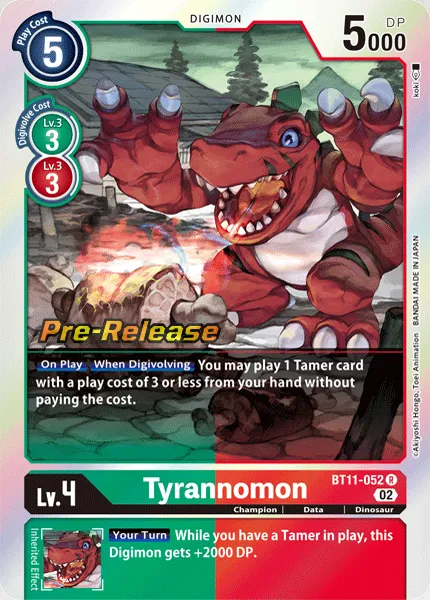 DIGIMON
Play Cost
5
DP
5000
Digivolve Cost
Lv.3
3
Lv.3
3
koki
Pre-Release
On Play When Digivolving You may play 1 Tamer card
with a play cost of 3 or less from your hand without
paying the cost.
©Akiyoshi Hongo, Toei Animation BANDAI MADE IN JAPAN
Lv.4
Tyrannomon
BT11-052 R
02
Champion Data Dinosaur
Inherited Effect
Your Turn While you have a Tamer in play, this
Digimon gets +2000 DP.